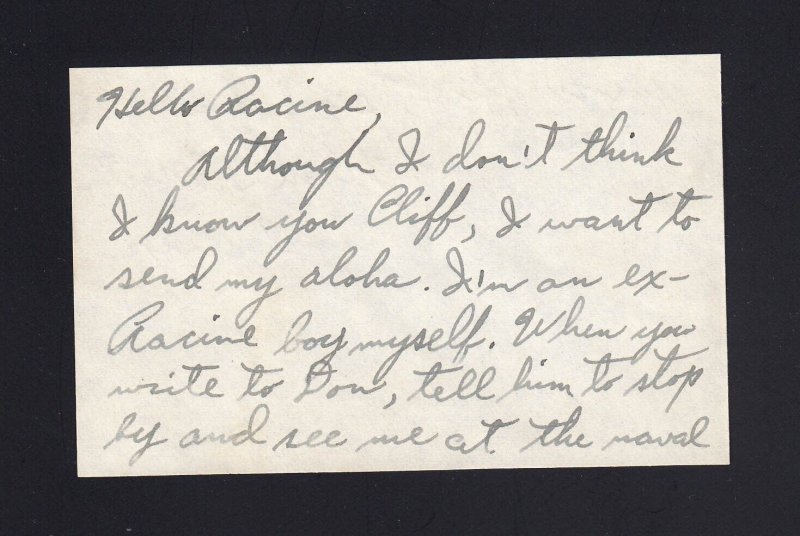 Hello Racine,
Although I don't think
I know you Cliff, I want to
send my aloha. I'm an ex-
Racine boy myself. When you
write to Don, tell him to stop
by and see me at the naval